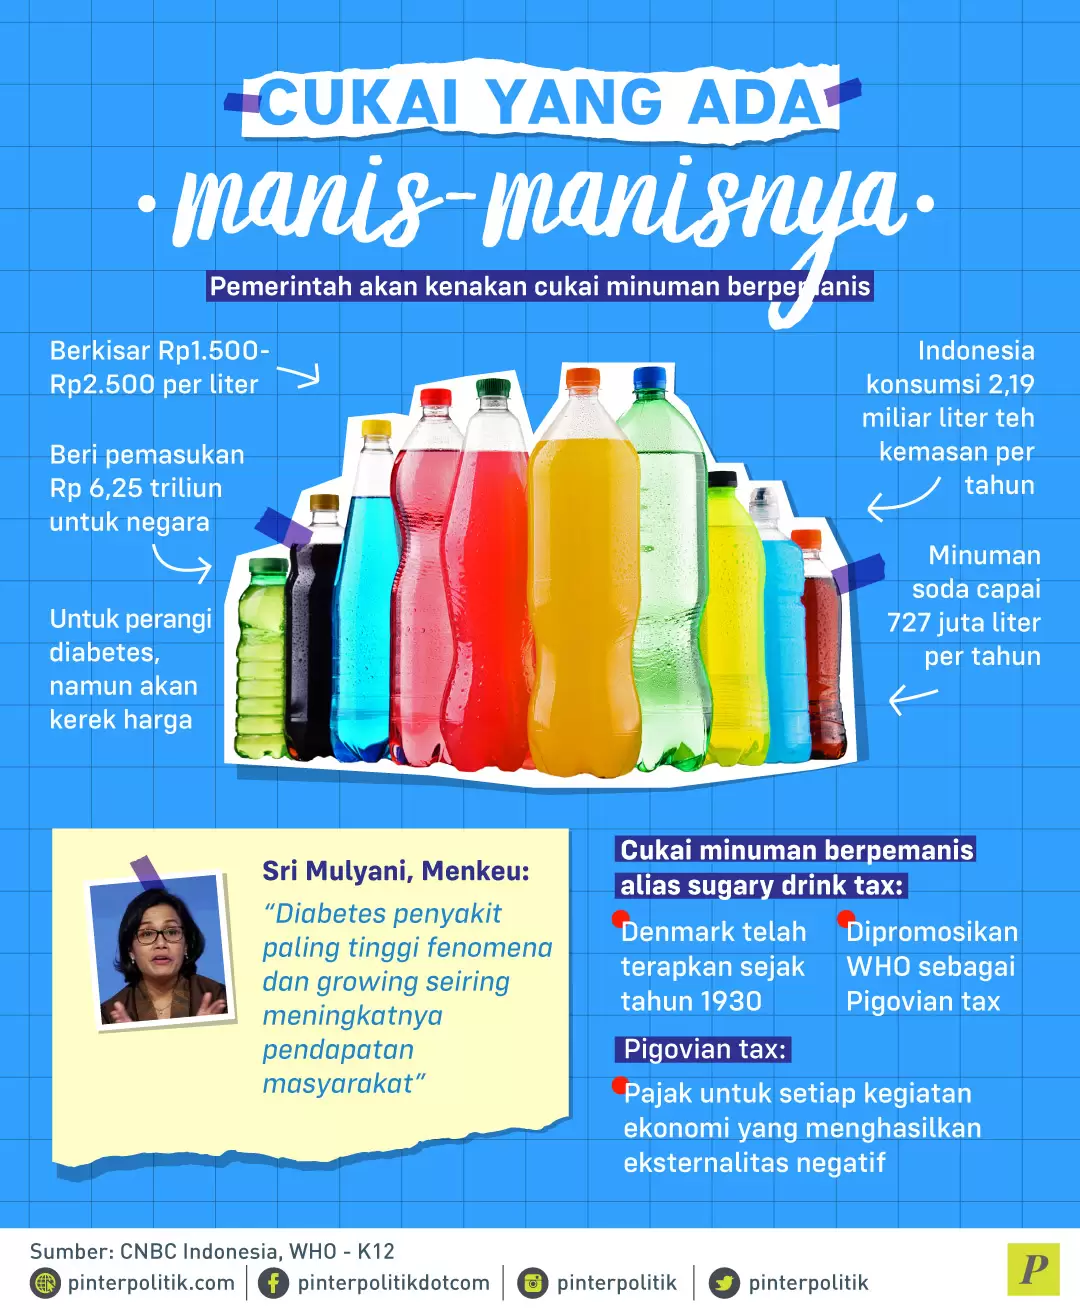 CUKAI YANG ADA
manis-manisnya
Pemerintah akan kenakan cukai minuman berpemanis
Berkisar Rp1.500-
Rp2.500 per liter
Beri pemasukan
Rp 6,25 triliun
untuk negara
Untuk perangi
diabetes,
namun akan
kerek harga
Indonesia
konsumsi 2,19
miliar liter teh
kemasan per
tahun
Minuman
soda capai
727 juta liter
per tahun
Sri Mulyani, Menkeu:
“Diabetes penyakit
paling tinggi fenomena
dan growing seiring
meningkatnya
pendapatan
masyarakat”
Cukai minuman berpemanis
alias sugary drink tax:
Denmark telah
terapkan sejak
tahun 1930
Dipromosikan
WHO sebagai
Pigovian tax
Pigovian tax:
Pajak untuk setiap kegiatan
ekonomi yang menghasilkan
eksternalitas negatif
Sumber: CNBC Indonesia, WHO - K12
pinterpolitik.com
pinterpolitikdotcom
pinterpolitik
pinterpolitik
P